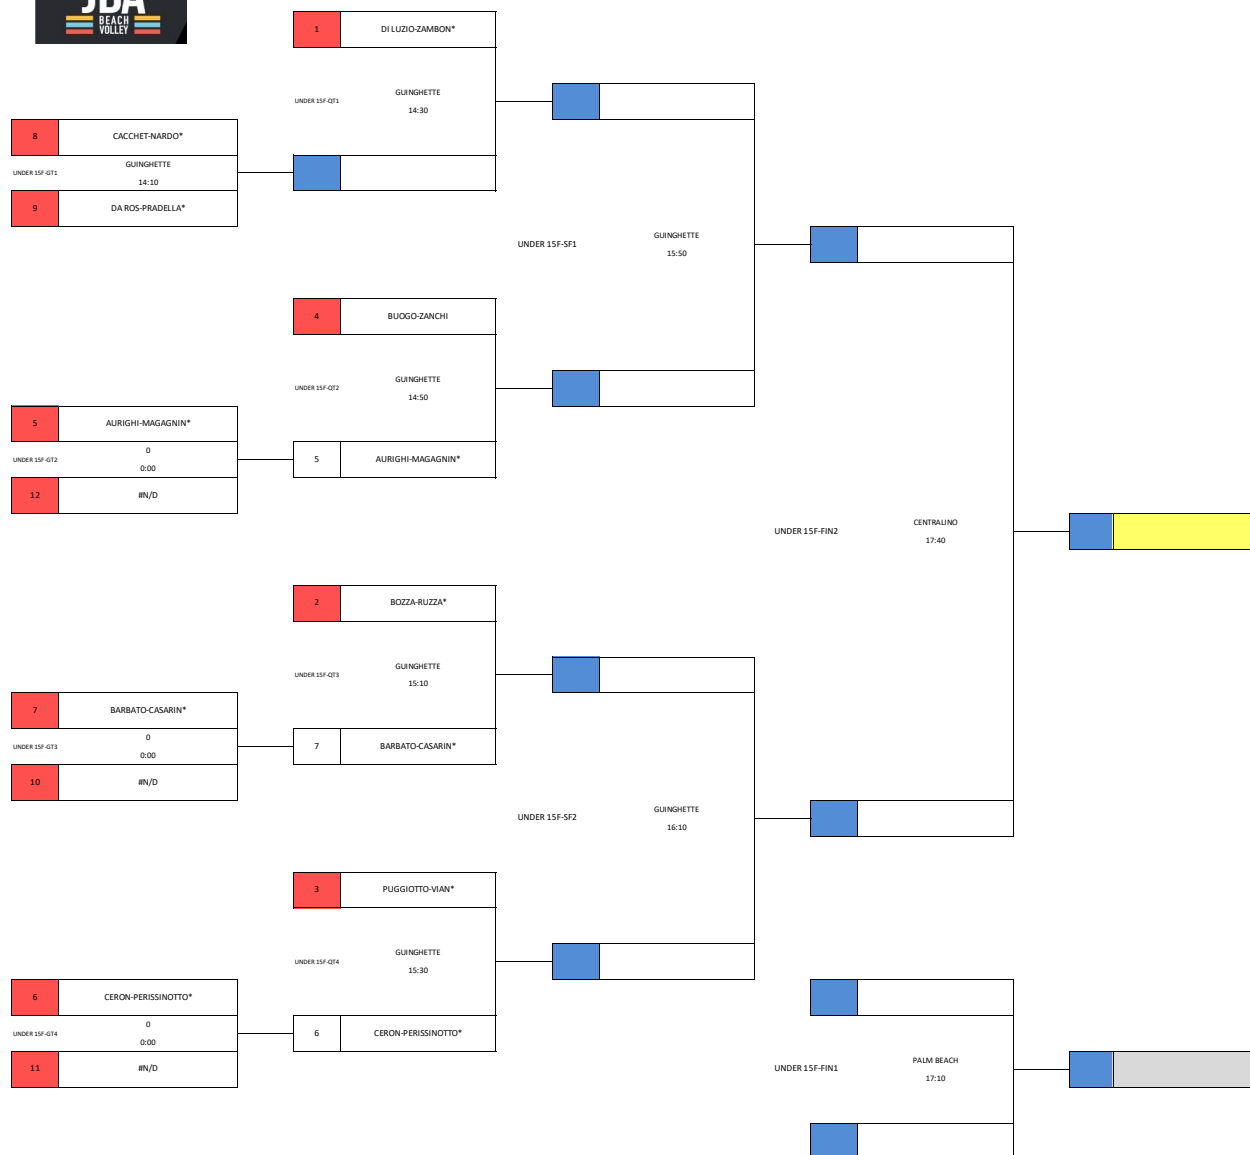 JBA
BEACH
VOLLEY
1 DI LUZIO-ZAMBON*
UNDER 15F-QT1
GUINGHETTE
14:30
8 CACCHET-NARDO*
UNDER 15F-GT1
GUINGHETTE
14:10
9 DA ROS-PRADELLA*
UNDER 15F-SF1
GUINGHETTE
15:50
4 BUOGO-ZANCHI
UNDER 15F-QT2
GUINGHETTE
14:50
5 AURIGHI-MAGAGNIN*
UNDER 15F-GT2
0
0:00
12 #N/D
5 AURIGHI-MAGAGNIN*
UNDER 15F-FIN2
CENTRALINO
17:40
2 BOZZA-RUZZA*
UNDER 15F-QT3
GUINGHETTE
15:10
7 BARBATO-CASARIN*
UNDER 15F-GT3
0
0:00
10 #N/D
7 BARBATO-CASARIN*
UNDER 15F-SF2
GUINGHETTE
16:10
3 PUGGIOTTO-VIAN*
UNDER 15F-QT4
GUINGHETTE
15:30
6 CERON-PERISSINOTTO*
UNDER 15F-GT4
0
0:00
11 #N/D
6 CERON-PERISSINOTTO*
UNDER 15F-FIN1
PALM BEACH
17:10